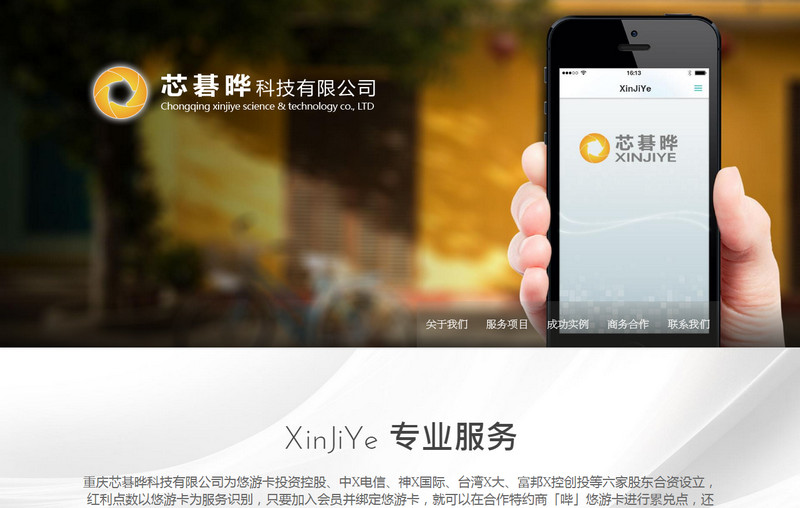 芯碁晔科技有限公司
Chongqing xinjiye science & technology co., LTD
16:13
XinJiYe
芯碁晔
XINJIYE
关于我们 服务项目 成功实例 商务合作 联系我们
XinJiYe 专业服务
重庆芯碁晔科技有限公司为悠游卡投资控股、中X电信、神X国际、台湾X大、富邦X控创投等六家股东合资设立，
红利点数以悠游卡为服务识别，只要加入会员并绑定悠游卡，就可以在合作特约商「哔」悠游卡进行累兑点，还